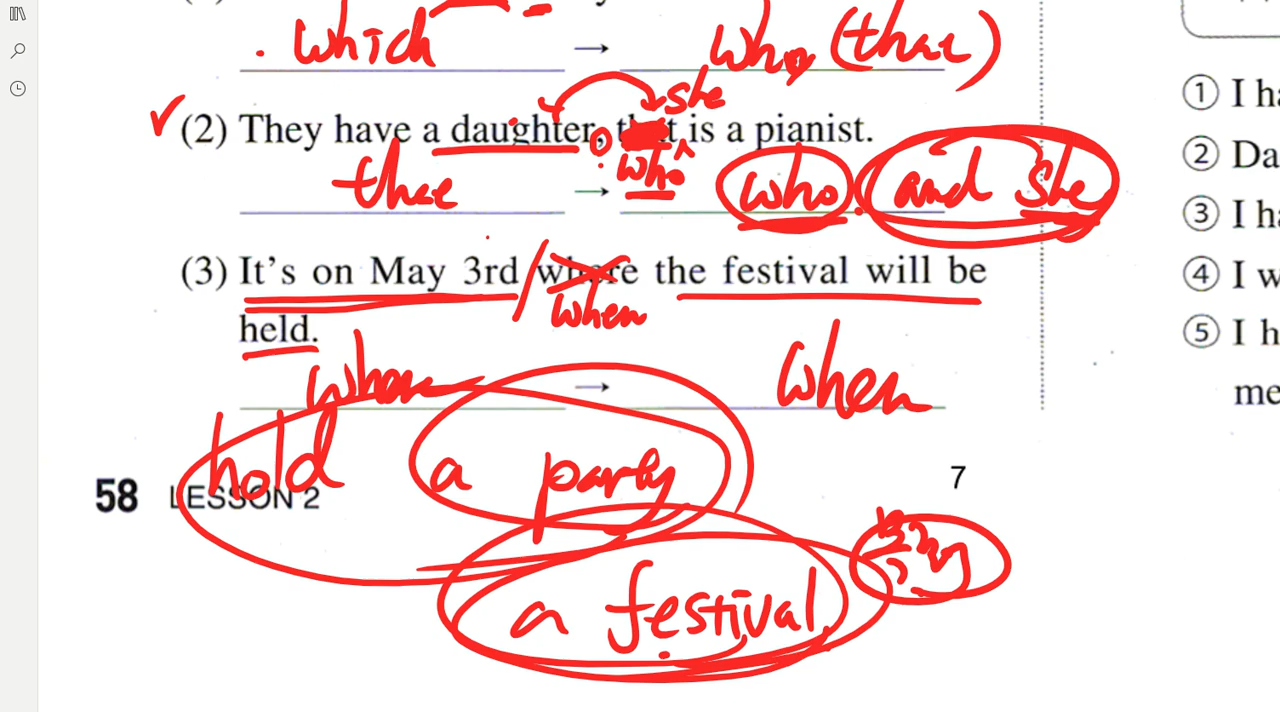 . which → who (that)
she
① I ha
(2) They have a daughter, that is a pianist.
② Da
who
that → who. and she
③ I ha
(3) It's on May 3rd / where the festival will be
④ I w
when
held.
⑤ I h
where → when
me
hold a party
58 LESSON 2
7
a festival